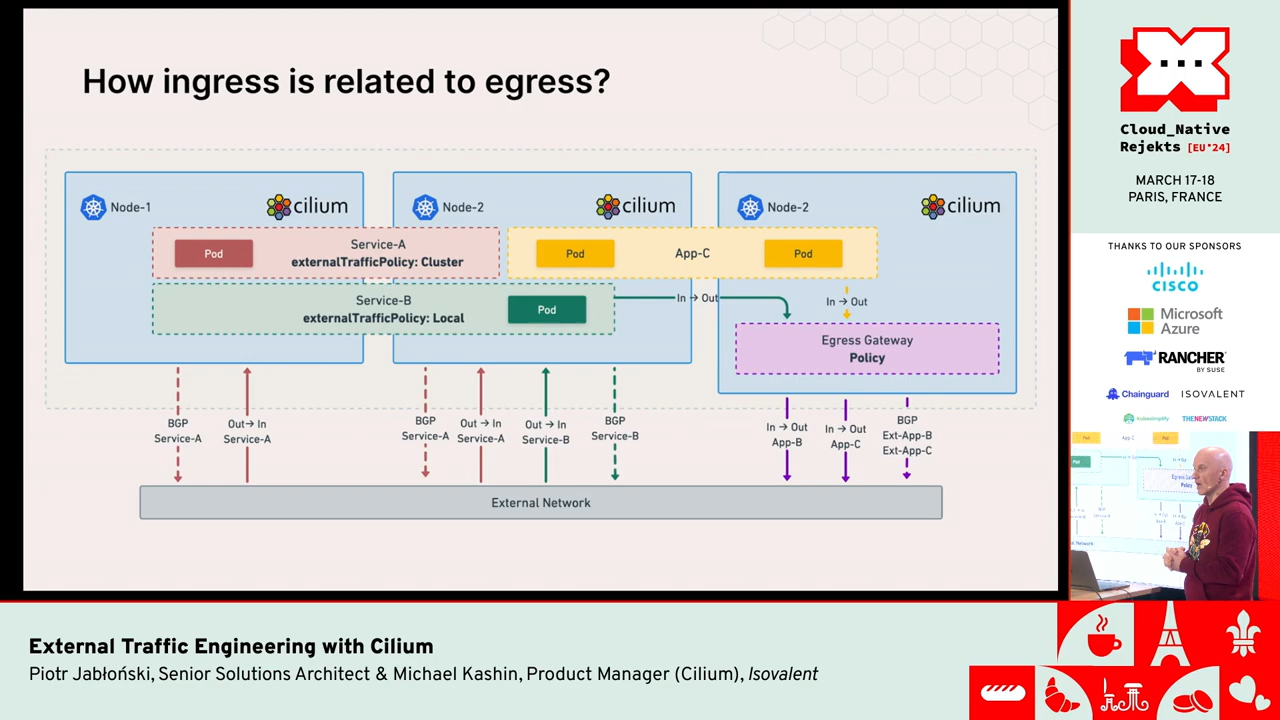 How ingress is related to egress?
Node-1
cilium
Node-2
cilium
Node-2
cilium
Pod
Service-A
externalTrafficPolicy: Cluster
Pod
App-C
Pod
Service-B
externalTrafficPolicy: Local
Pod
In → Out
In → Out
Egress Gateway
Policy
BGP
Service-A
Out → In
Service-A
BGP
Service-A
Out → In
Service-A
Out → In
Service-B
BGP
Service-B
In → Out
App-B
In → Out
App-C
BGP
Ext-App-B
Ext-App-C
External Network
Cloud_Native
Rejekts [EU'24]
MARCH 17-18
PARIS, FRANCE
THANKS TO OUR SPONSORS
CISCO
Microsoft
Azure
RANCHER
BY SUSE
Chainguard
ISOVALENT
Kubesimplify
THENEWSTACK
External Traffic Engineering with Cilium
Piotr Jabłoński, Senior Solutions Architect & Michael Kashin, Product Manager (Cilium), Isovalent